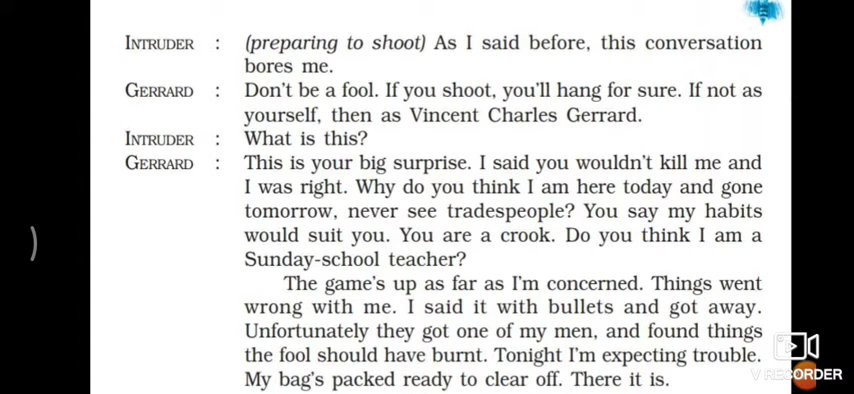 INTRUDER : (preparing to shoot) As I said before, this conversation
bores me.
GERRARD : Don't be a fool. If you shoot, you'll hang for sure. If not as
yourself, then as Vincent Charles Gerrard.
INTRUDER : What is this?
GERRARD : This is your big surprise. I said you wouldn't kill me and
I was right. Why do you think I am here today and gone
tomorrow, never see tradespeople? You say my habits
would suit you. You are a crook. Do you think I am a
Sunday-school teacher?
The game's up as far as I'm concerned. Things went
wrong with me. I said it with bullets and got away.
Unfortunately they got one of my men, and found things
the fool should have burnt. Tonight I'm expecting trouble.
My bag's packed ready to clear off. There it is.
V RECORDER